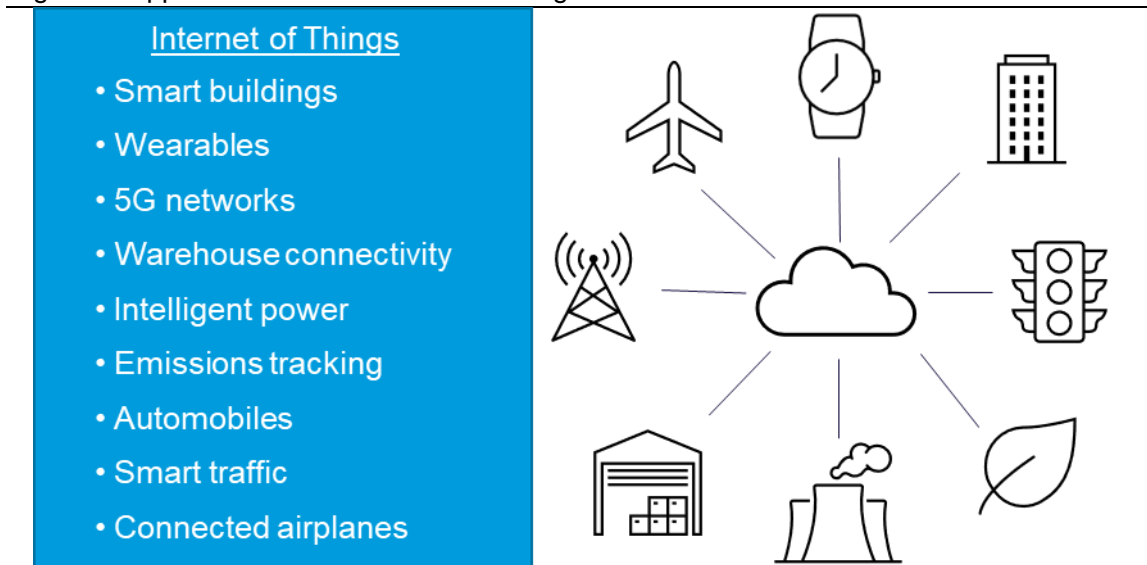 Internet of Things
• Smart buildings
• Wearables
• 5G networks
• Warehouse connectivity
• Intelligent power
• Emissions tracking
• Automobiles
• Smart traffic
• Connected airplanes